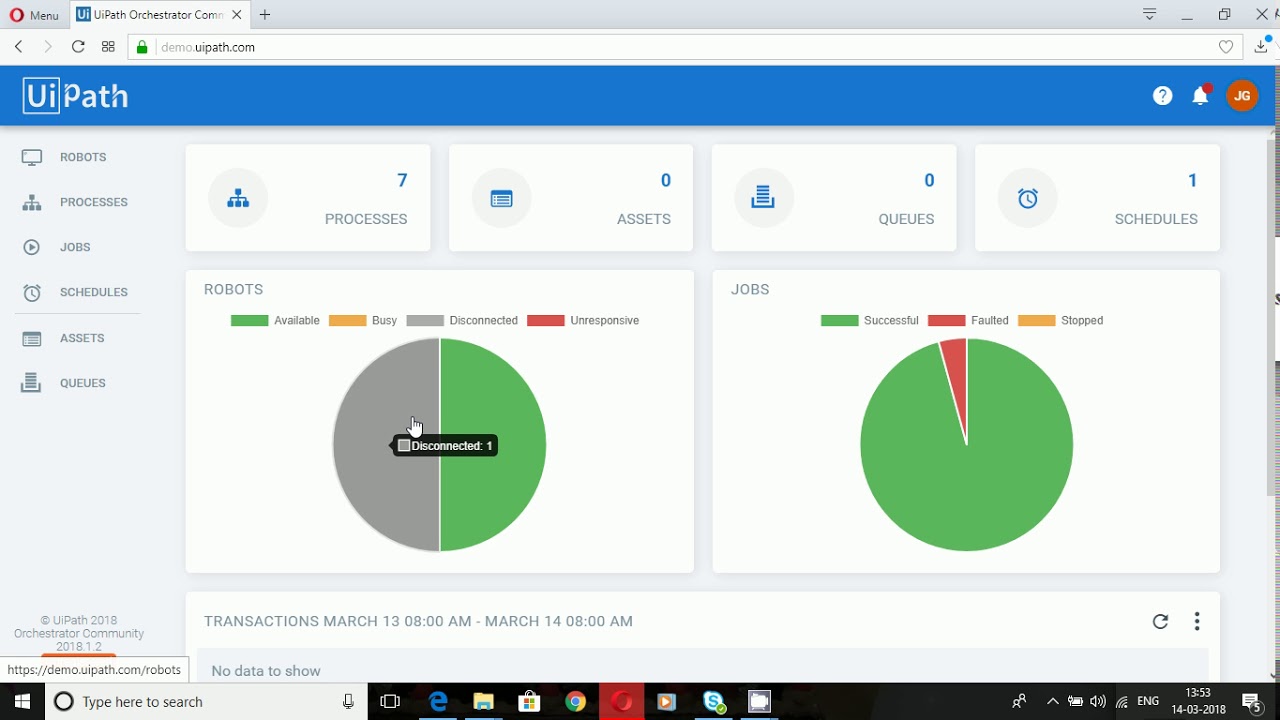 Menu
UiPath Orchestrator Comm
demo.uipath.com
UiPath
?
JG
ROBOTS
PROCESSES
JOBS
SCHEDULES
ASSETS
QUEUES
7
PROCESSES
0
ASSETS
0
QUEUES
1
SCHEDULES
ROBOTS
Available Busy Disconnected Unresponsive
Disconnected: 1
JOBS
Successful Faulted Stopped
TRANSACTIONS MARCH 13 08:00 AM - MARCH 14 08:00 AM
No data to show
© UiPath 2018
Orchestrator Community
2018.1.2
https://demo.uipath.com/robots
Type here to search
ENG
13:53
14-03-2018
5